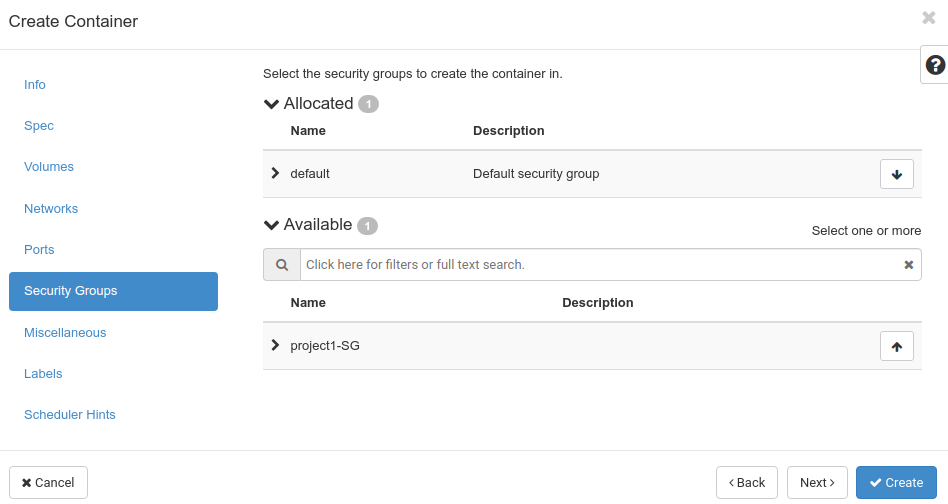 Create Container
Info
Spec
Volumes
Networks
Ports
Security Groups
Miscellaneous
Labels
Scheduler Hints
Select the security groups to create the container in.
Allocated 1
Name Description
default Default security group
Available 1
Select one or more
Click here for filters or full text search.
Name Description
project1-SG
Cancel
Back
Next
Create